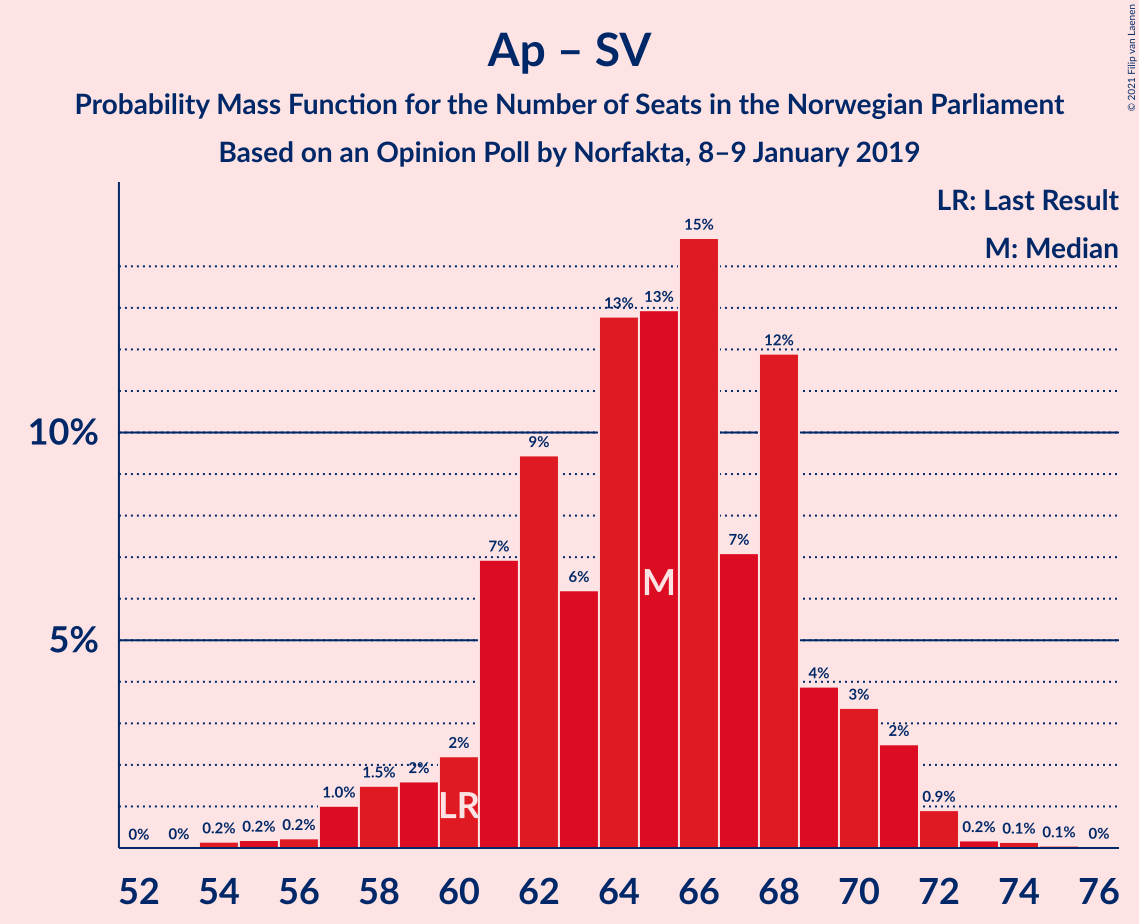 Ap – SV
Probability Mass Function for the Number of Seats in the Norwegian Parliament
Based on an Opinion Poll by Norfakta, 8–9 January 2019
© 2021 Filip van Laenen
LR: Last Result
M: Median
10%
5%
0% 0% 0.2% 0.2% 0.2% 1.0% 1.5% 2% 2% 7% 9% 6% 13% 13% 15% 7% 12% 4% 3% 2% 0.9% 0.2% 0.1% 0.1% 0%
LR
M
52 54 56 58 60 62 64 66 68 70 72 74 76